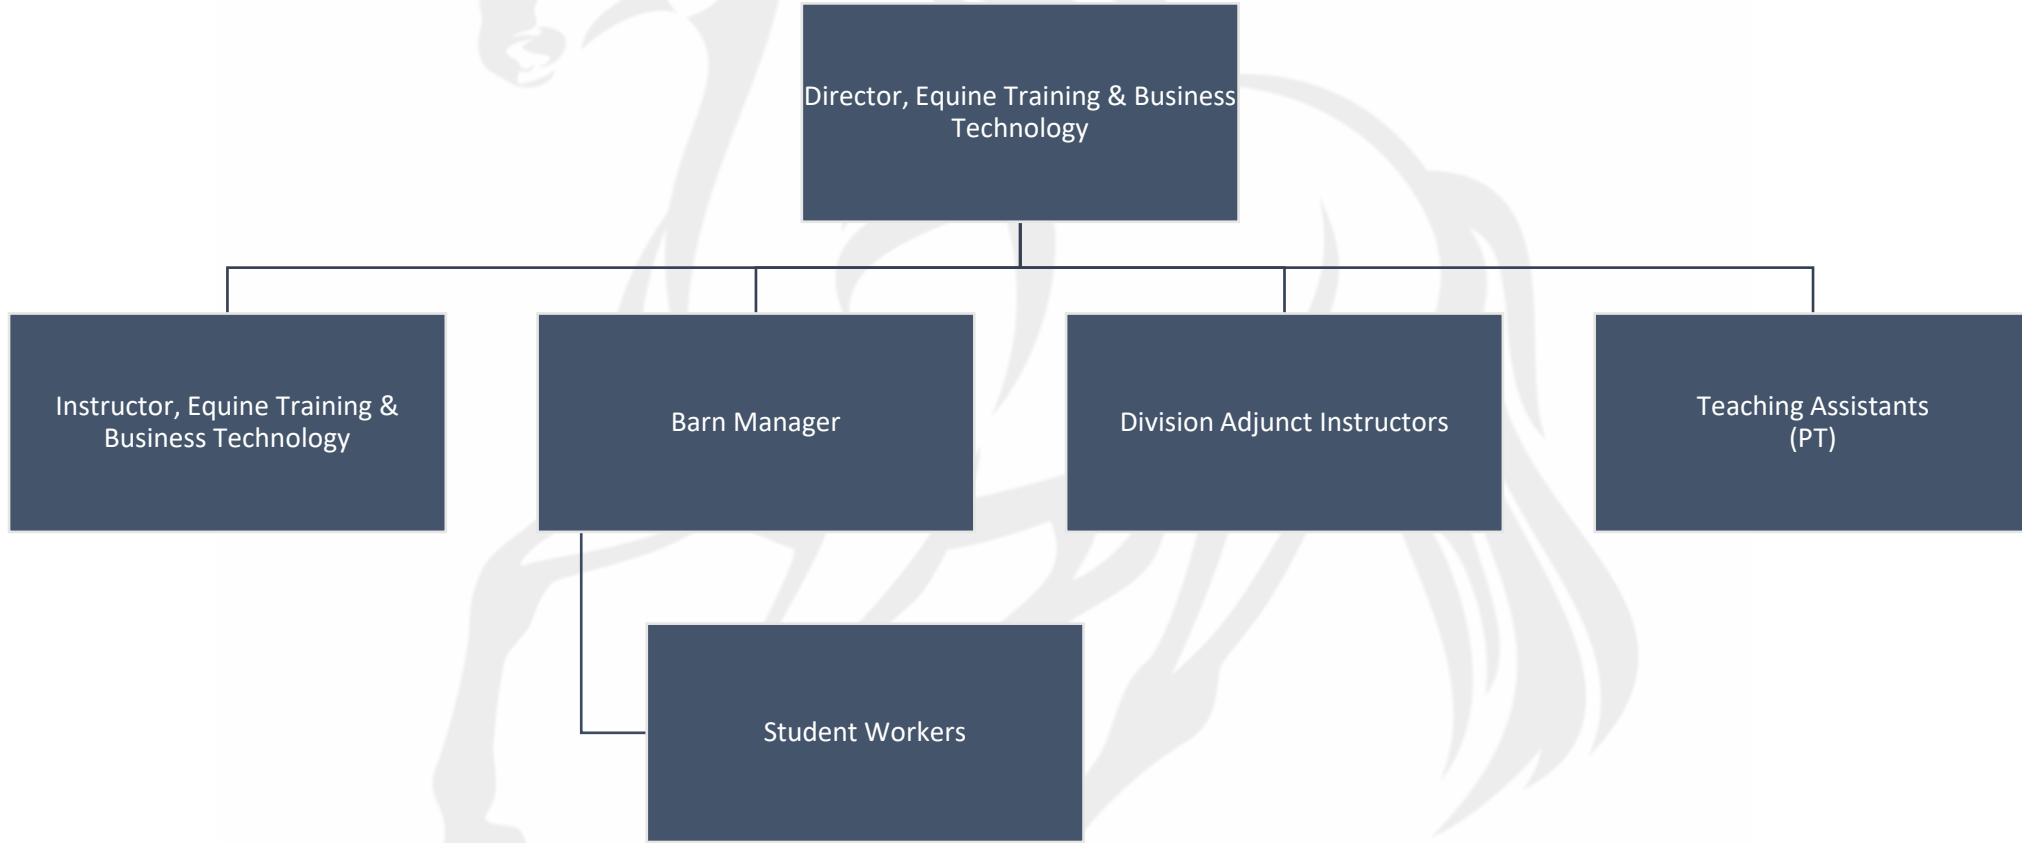 Director, Equine Training & Business
Technology
Instructor, Equine Training &
Business Technology
Barn Manager
Division Adjunct Instructors
Teaching Assistants
(PT)
Student Workers